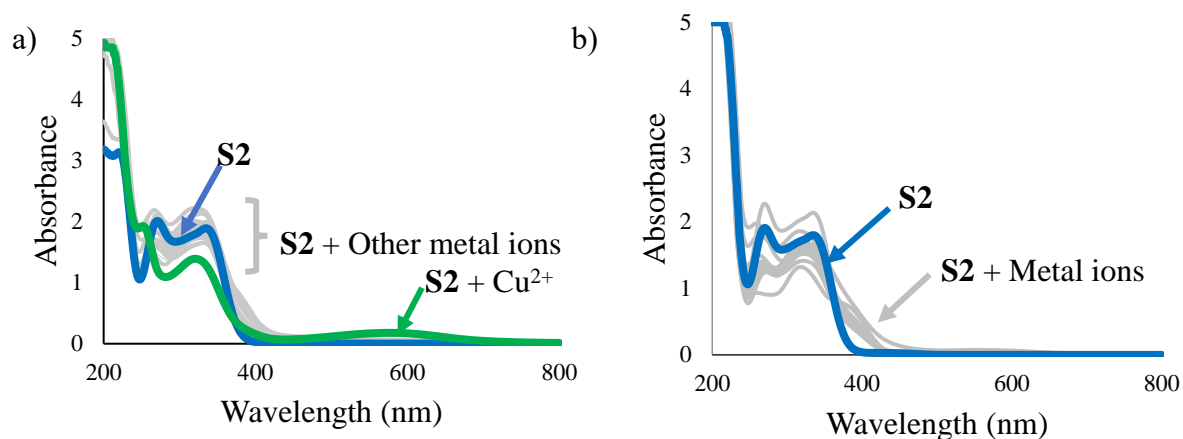 a)
5
4
3
2
1
0
Absorbance
200
400
600
800
Wavelength (nm)
S2
S2 + Other metal ions
S2 + Cu²⁺
b)
5
4
3
2
1
0
Absorbance
200
400
600
800
Wavelength (nm)
S2
S2 + Metal ions